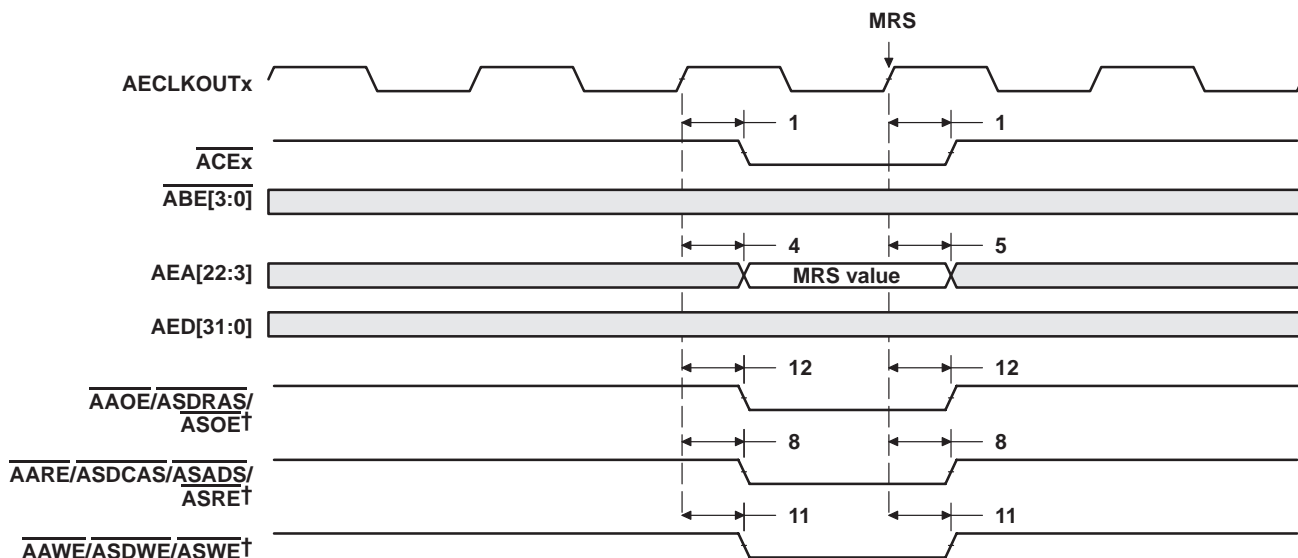 MRS
AECLKOUTx
1 1
ACEx
ABE[3:0]
4 5
AEA[22:3] MRS value
AED[31:0]
12 12
AAOE/ASDRAS/
ASOE†
8 8
AARE/ASDCAS/ASADS/
ASRE†
11 11
AAWE/ASDWE/ASWE†